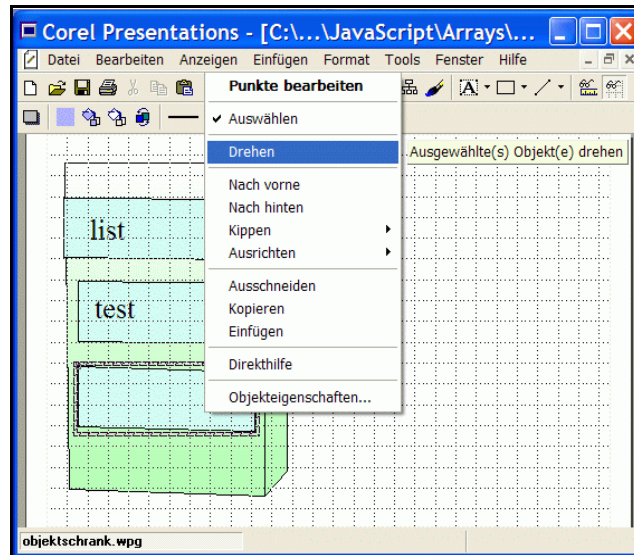 Corel Presentations - [C:\...\JavaScript\Arrays\...
Datei Bearbeiten Anzeigen Einfügen Format Tools Fenster Hilfe
A
Punkte bearbeiten
Auswählen
Drehen
Ausgewählte(s) Objekt(e) drehen
Nach vorne
Nach hinten
Kippen
Ausrichten
Ausschneiden
Kopieren
Einfügen
Direkthilfe
Objekteigenschaften...
list
test
objektschrank.wpg